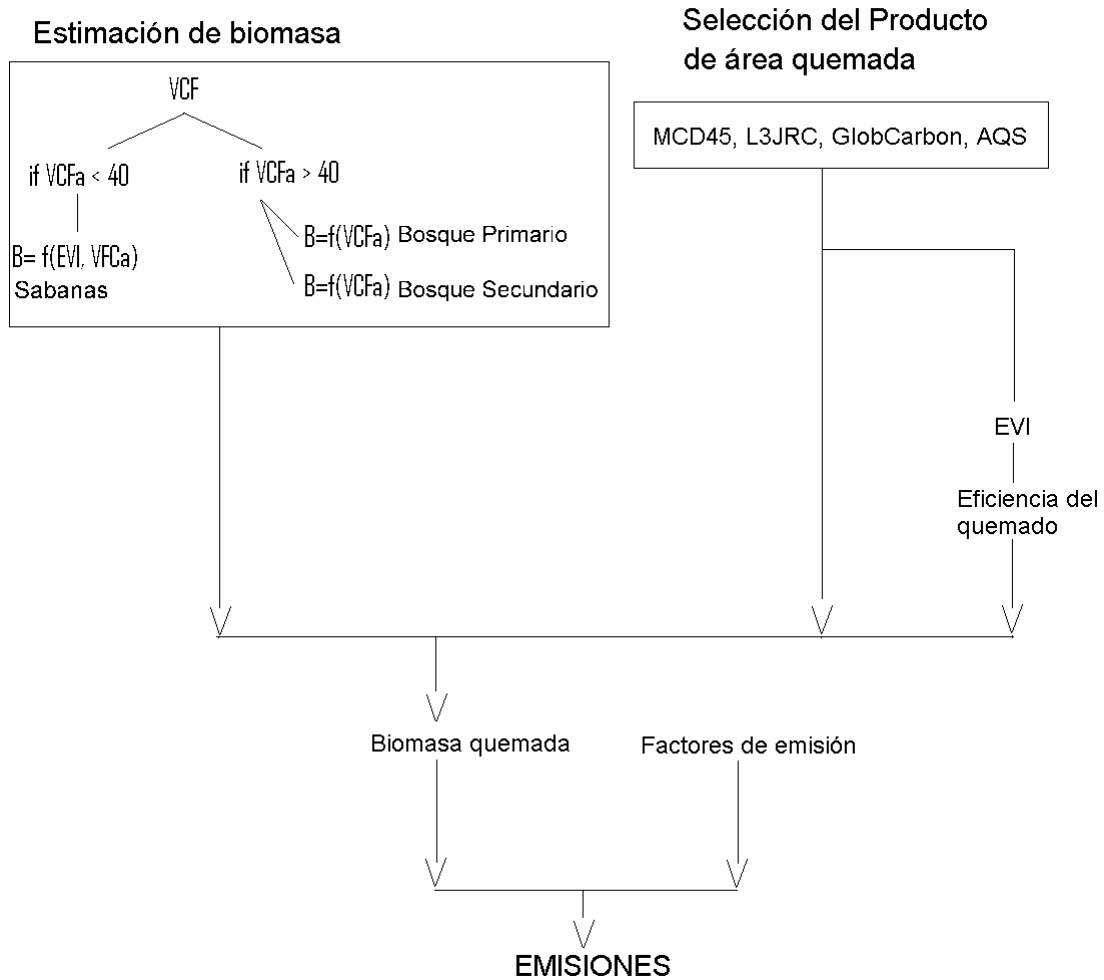 Estimación de biomasa
VCF
if VCFa < 40
if VCFa > 40
B= f(EVI, VFCa)
Sabanas
B=f(VCFa) Bosque Primario
B=f(VCFa) Bosque Secundario
Selección del Producto
de área quemada
MCD45, L3JRC, GlobCarbon, AQS
EVI
Eficiencia del
quemado
Biomasa quemada
Factores de emisión
EMISIONES